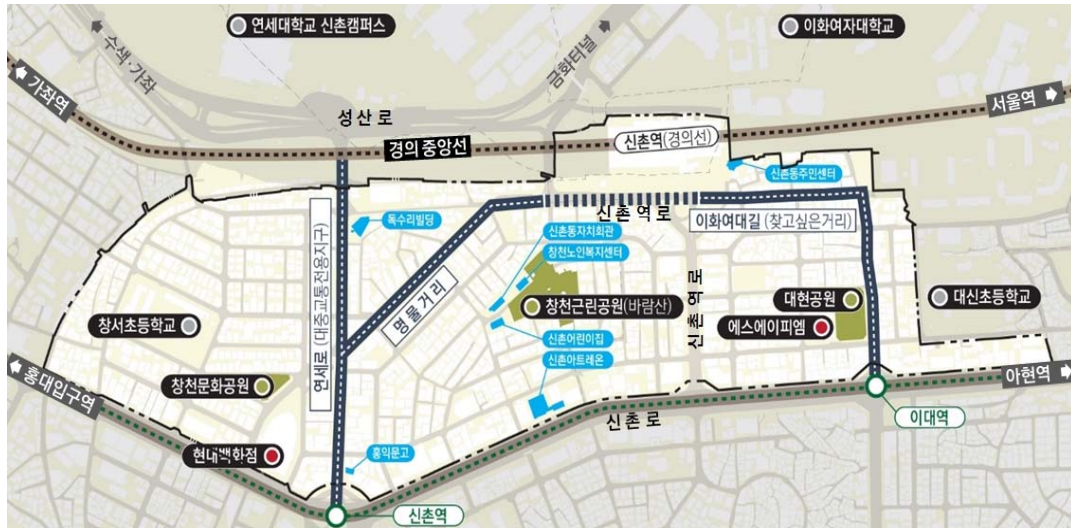 연세대학교 신촌캠퍼스
이화여자대학교
수색·가좌
금화터널
가좌역
성산로
서울역
경의중앙선
신촌역(경의선)
신촌동주민센터
독수리빌딩
신촌역로
이화여대길 (찾고싶은거리)
신촌동자치회관
창천노인복지센터
연세로 (대중교통전용지구)
명물거리
창천근린공원(바람산)
신촌역로
대현공원
대신초등학교
창서초등학교
에스에이피엠
신촌어린이집
신촌아트레온
창천문화공원
홍대입구역
아현역
신촌로
이대역
현대백화점
홍익문고
신촌역